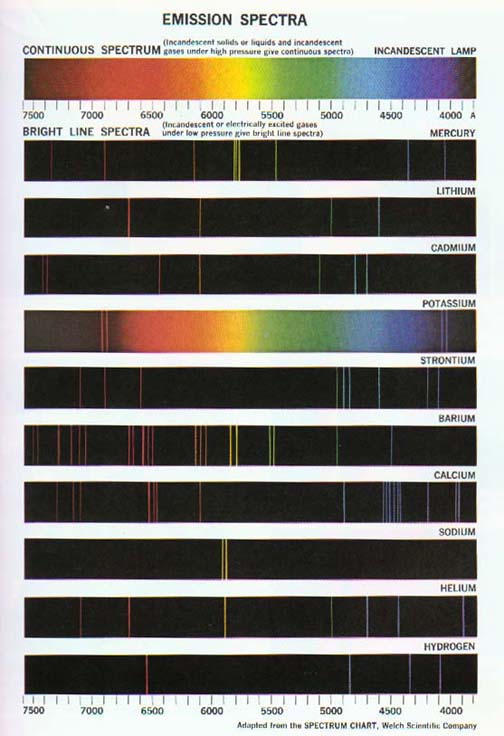 EMISSION SPECTRA
CONTINUOUS SPECTRUM (Incandescent solids or liquids and incandescent gases under high pressure give continuous spectra) INCANDESCENT LAMP
7500 7000 6500 6000 5500 5000 4500 4000 A
BRIGHT LINE SPECTRA (Incandescent or electrically excited gases under low pressure give bright line spectra) MERCURY
LITHIUM
CADMIUM
POTASSIUM
STRONTIUM
BARIUM
CALCIUM
SODIUM
HELIUM
HYDROGEN
7500 7000 6500 6000 5500 5000 4500 4000
Adapted from the SPECTRUM CHART, Welch Scientific Company